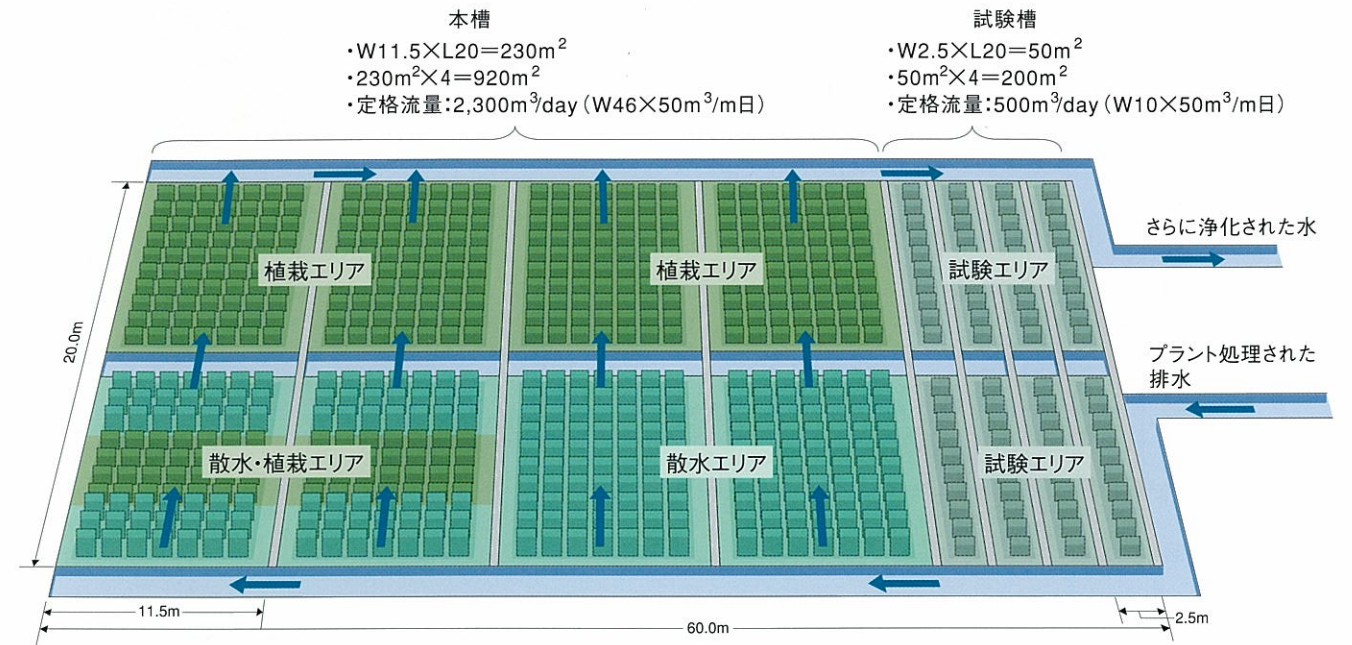 本槽
・W11.5×L20=230m²
・230m²×4=920m²
・定格流量:2,300m³/day(W46×50m³/m日)
試験槽
・W2.5×L20=50m²
・50m²×4=200m²
・定格流量:500m³/day(W10×50m³/m日)
さらに浄化された水
植栽エリア
植栽エリア
試験エリア
20.0m
プラント処理された
排水
散水・植栽エリア
散水エリア
試験エリア
11.5m
2.5m
60.0m